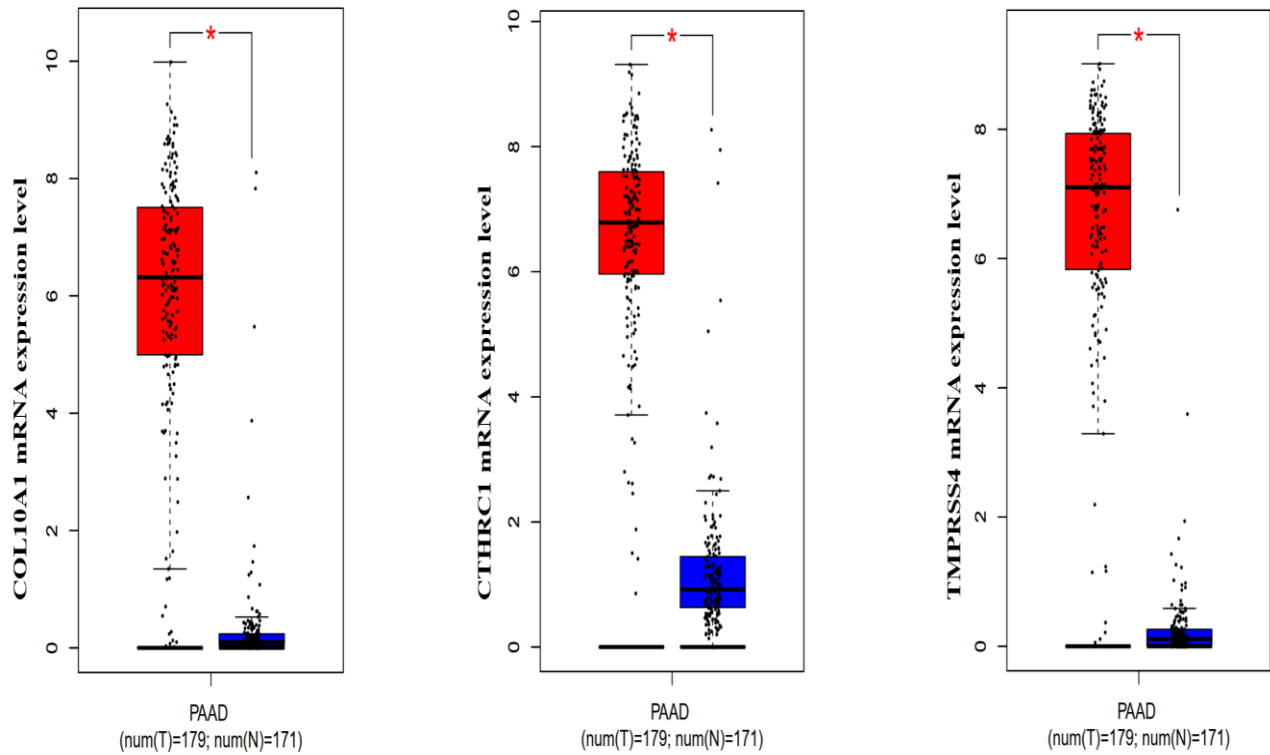 COL10A1 mRNA expression level
10
8
6
4
2
0
*
PAAD
(num(T)=179; num(N)=171)
CTHRC1 mRNA expression level
10
8
6
4
2
0
*
PAAD
(num(T)=179; num(N)=171)
TMPRSS4 mRNA expression level
8
6
4
2
0
*
PAAD
(num(T)=179; num(N)=171)